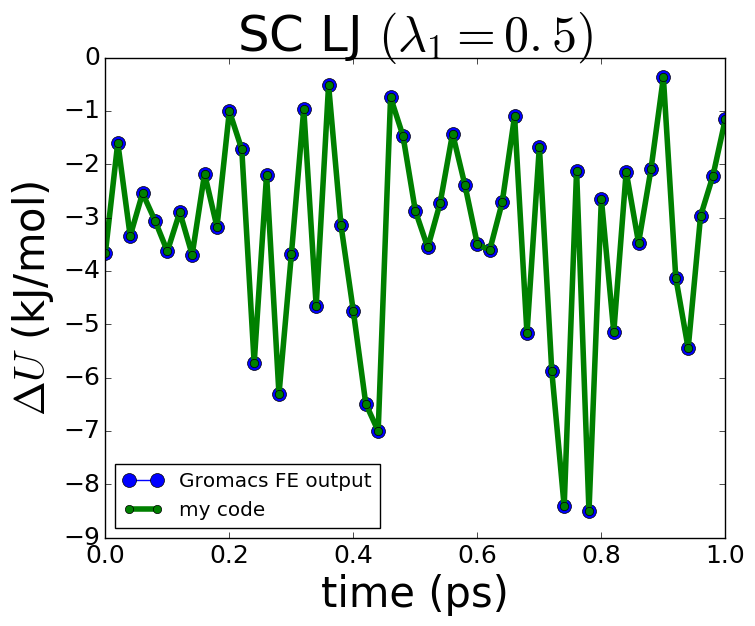 SC LJ (λ₁ = 0.5)
0
−1
−2
−3
−4
−5
−6
−7
−8
−9
ΔU (kJ/mol)
Gromacs FE output
my code
0.0 0.2 0.4 0.6 0.8 1.0
time (ps)